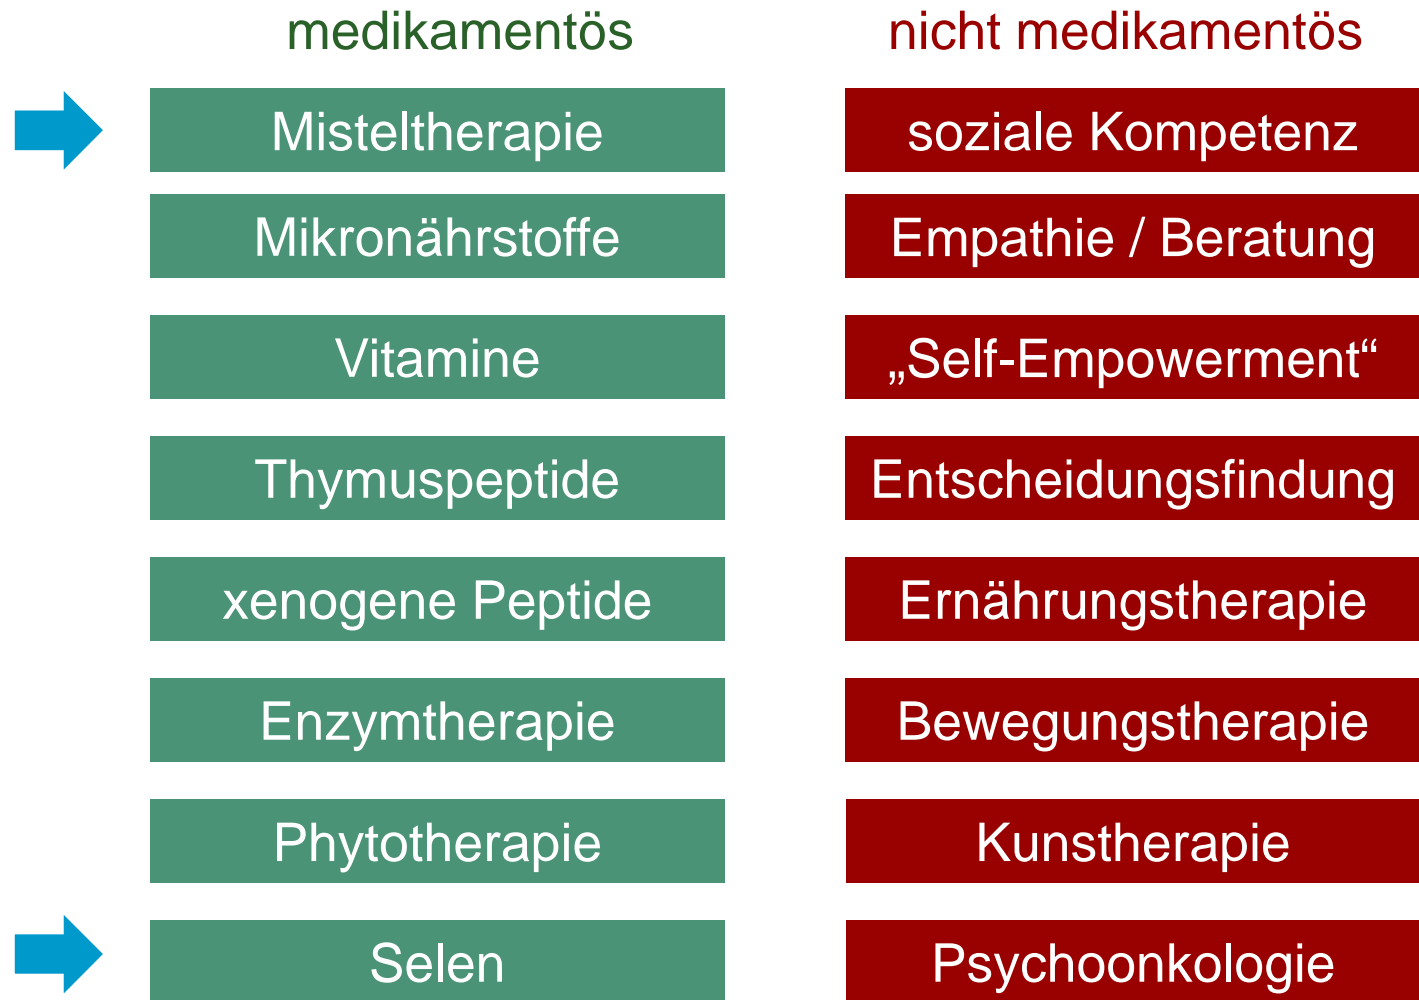 medikamentös
nicht medikamentös
Misteltherapie
soziale Kompetenz
Mikronährstoffe
Empathie / Beratung
Vitamine
„Self-Empowerment“
Thymuspeptide
Entscheidungsfindung
xenogene Peptide
Ernährungstherapie
Enzymtherapie
Bewegungstherapie
Phytotherapie
Kunstherapie
Selen
Psychoonkologie